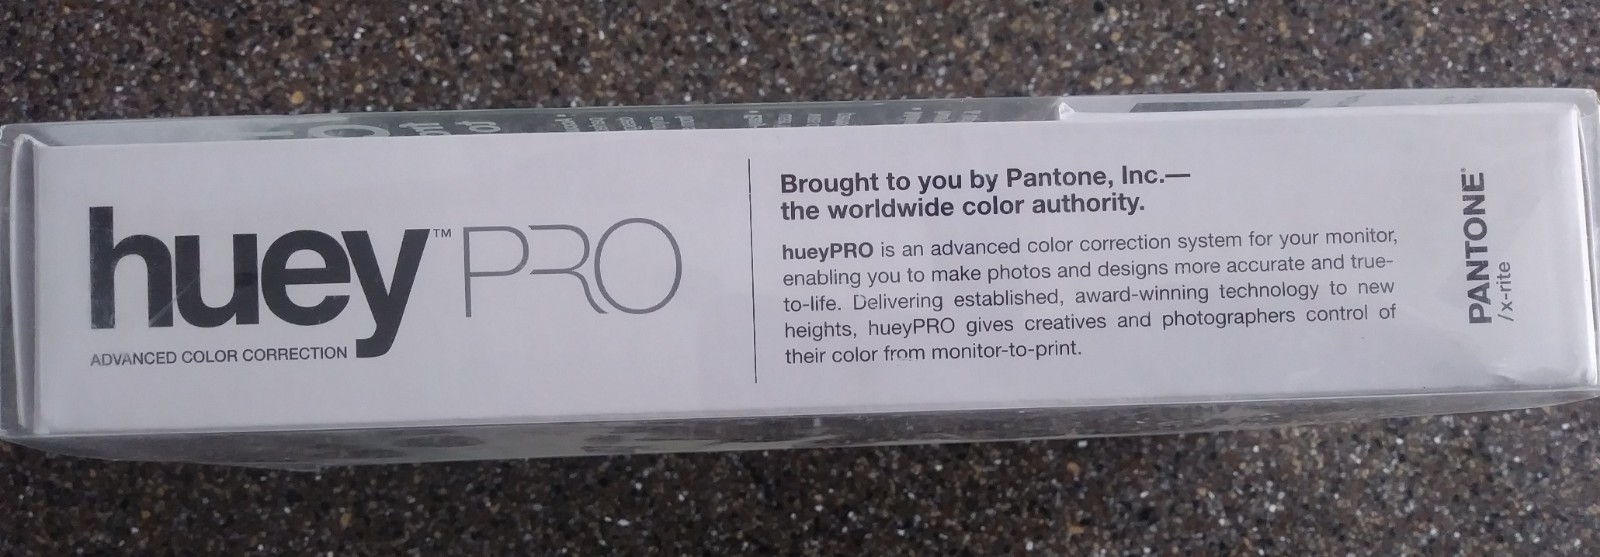 huey™ PRO
ADVANCED COLOR CORRECTION
Brought to you by Pantone, Inc.—
the worldwide color authority.
hueyPRO is an advanced color correction system for your monitor,
enabling you to make photos and designs more accurate and true-
to-life. Delivering established, award-winning technology to new
heights, hueyPRO gives creatives and photographers control of
their color from monitor-to-print.
PANTONE®
/x-rite